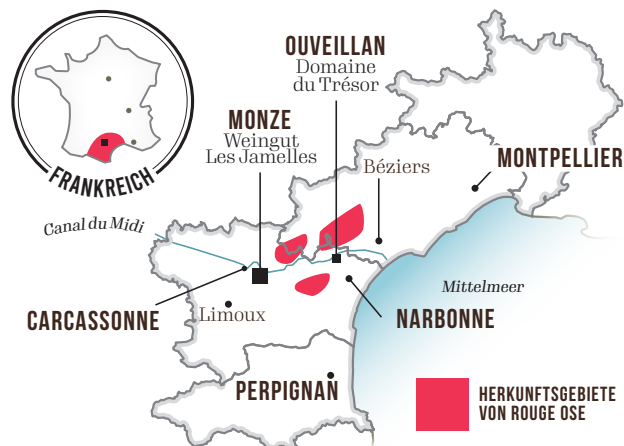 OUVEILLAN
Domaine
du Trésor
MONZE
Weingut
Les Jamelles
Béziers
MONTPELLIER
FRANKREICH
Canal du Midi
Mittelmeer
CARCASSONNE
Limoux
NARBONNE
PERPIGNAN
HERKUNFTSGEBIETE
VON ROUGE OSE